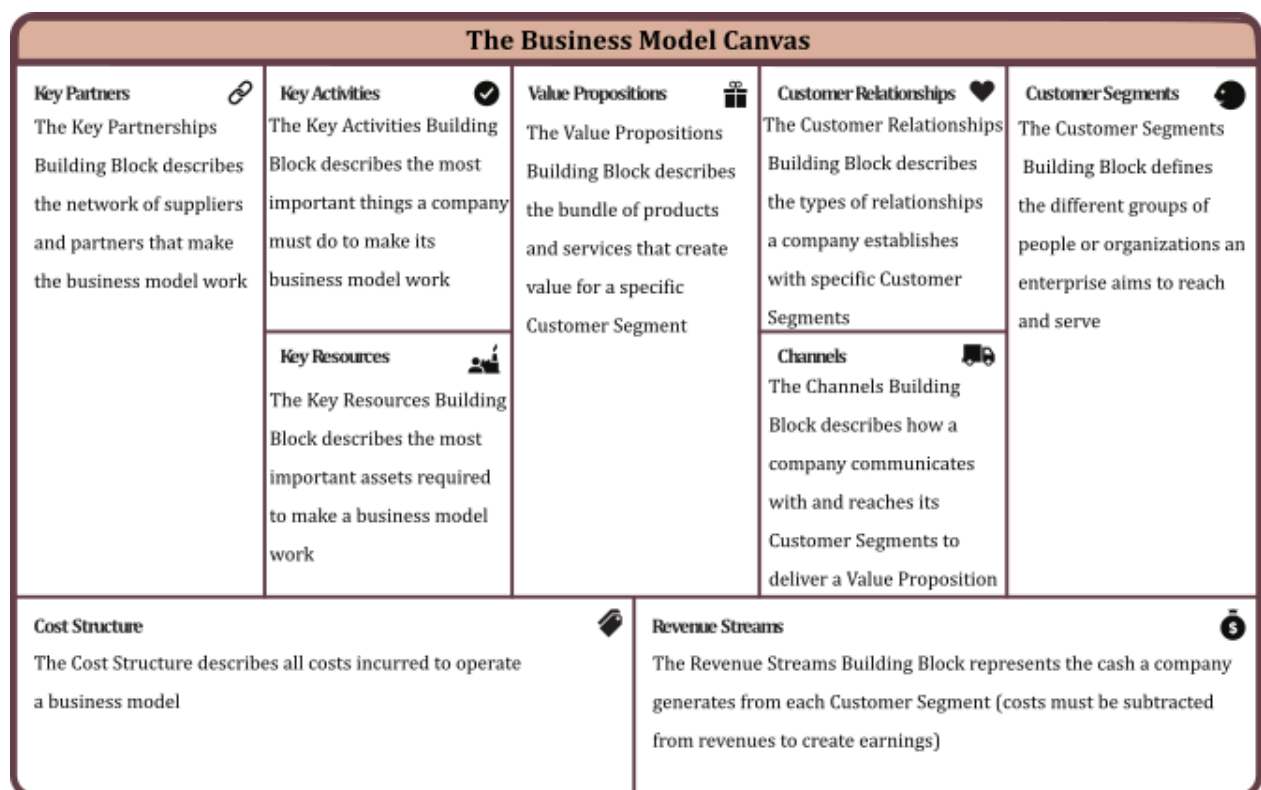 The Business Model Canvas
Key Partners
The Key Partnerships
Building Block describes
the network of suppliers
and partners that make
the business model work
Key Activities
The Key Activities Building
Block describes the most
important things a company
must do to make its
business model work
Key Resources
The Key Resources Building
Block describes the most
important assets required
to make a business model
work
Value Propositions
The Value Propositions
Building Block describes
the bundle of products
and services that create
value for a specific
Customer Segment
Customer Relationships
The Customer Relationships
Building Block describes
the types of relationships
a company establishes
with specific Customer
Segments
Channels
The Channels Building
Block describes how a
company communicates
with and reaches its
Customer Segments to
deliver a Value Proposition
Customer Segments
The Customer Segments
Building Block defines
the different groups of
people or organizations an
enterprise aims to reach
and serve
Cost Structure
The Cost Structure describes all costs incurred to operate
a business model
Revenue Streams
The Revenue Streams Building Block represents the cash a company
generates from each Customer Segment (costs must be subtracted
from revenues to create earnings)